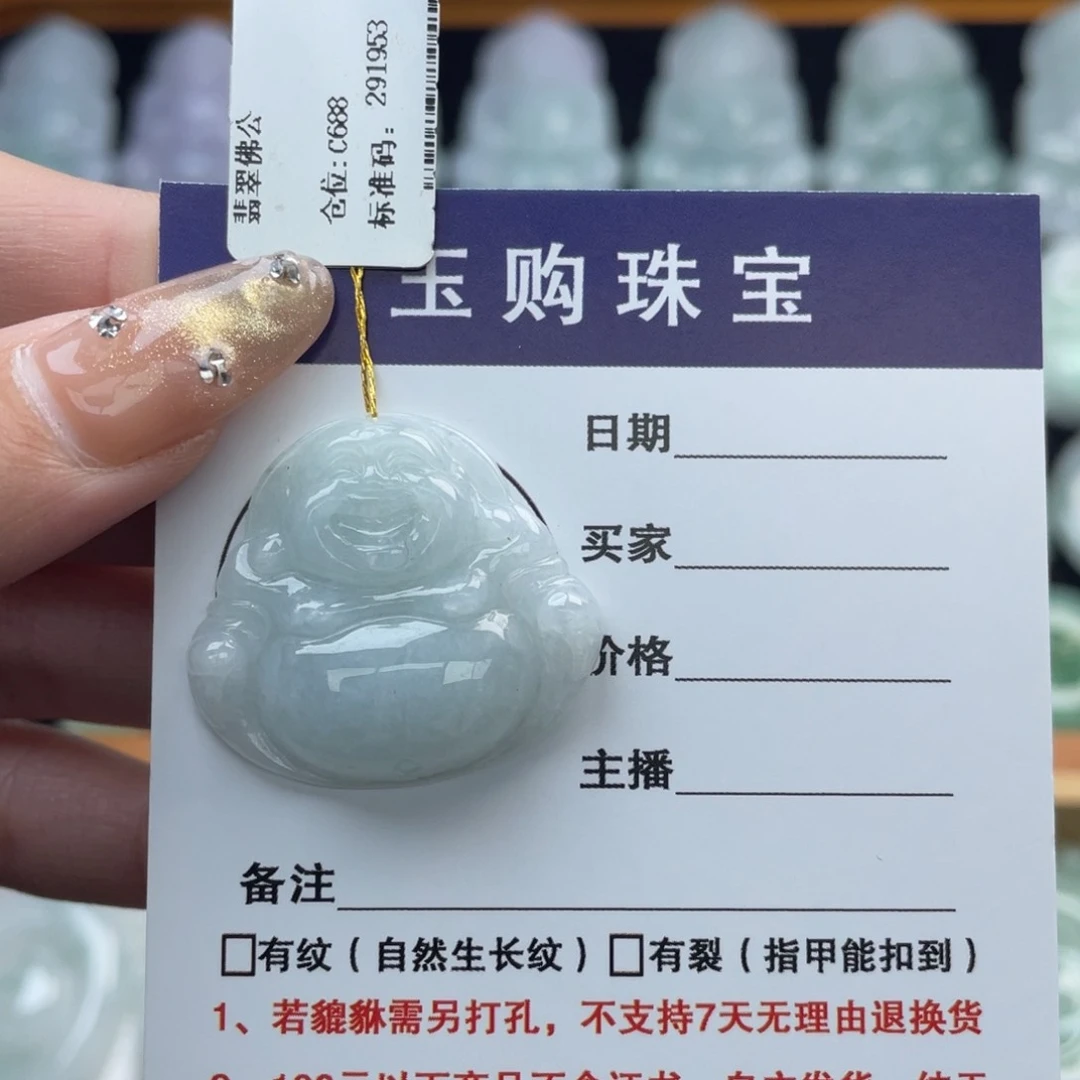 翡翠佛公
仓位:C688
标准码: 291953
玉购珠宝
日期
买家
价格
主播
备注
□有纹(自然生长纹) □有裂(指甲能扣到)
1、若貔貅需另打孔，不支持7天无理由退换货